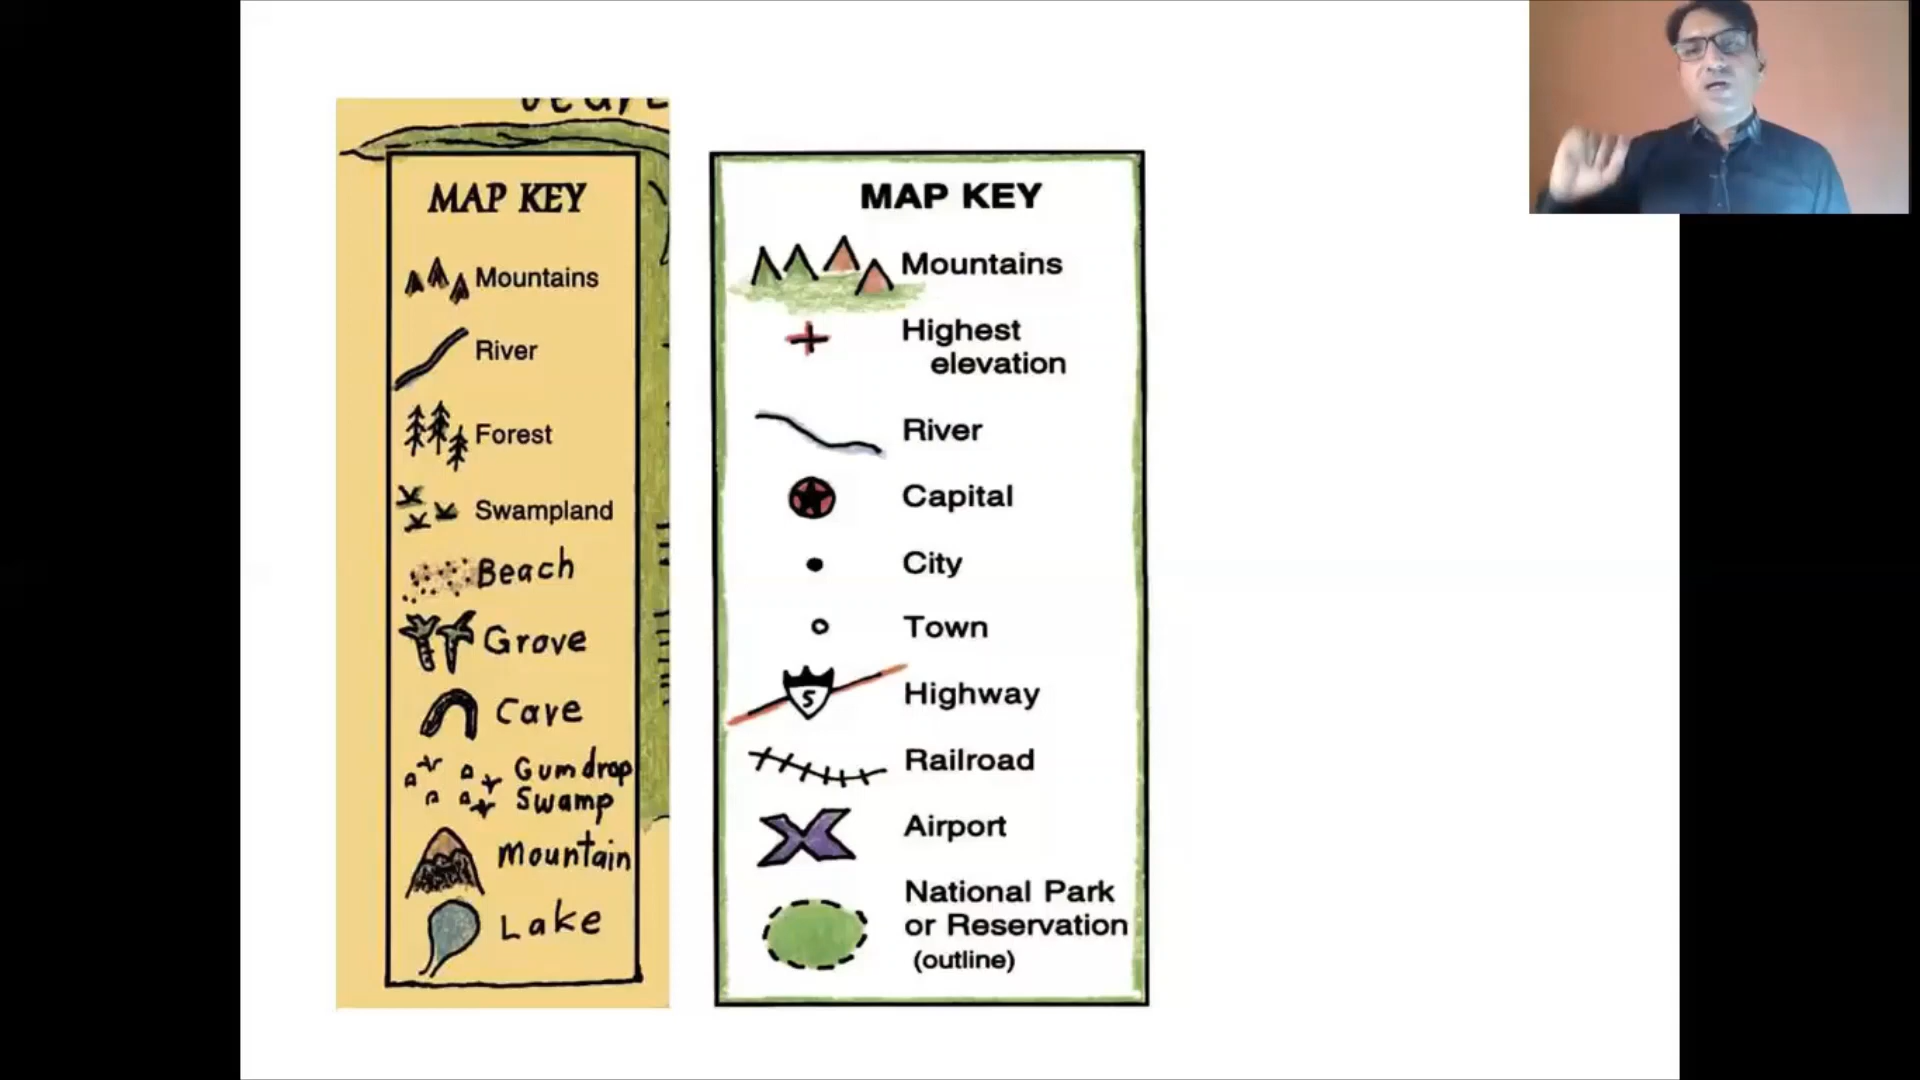 MAP KEY
Mountains
River
Forest
Swampland
Beach
Grove
Cave
Gumdrop
Swamp
Mountain
Lake
MAP KEY
Mountains
Highest
elevation
River
Capital
City
Town
5
Highway
Railroad
Airport
National Park
or Reservation
(outline)